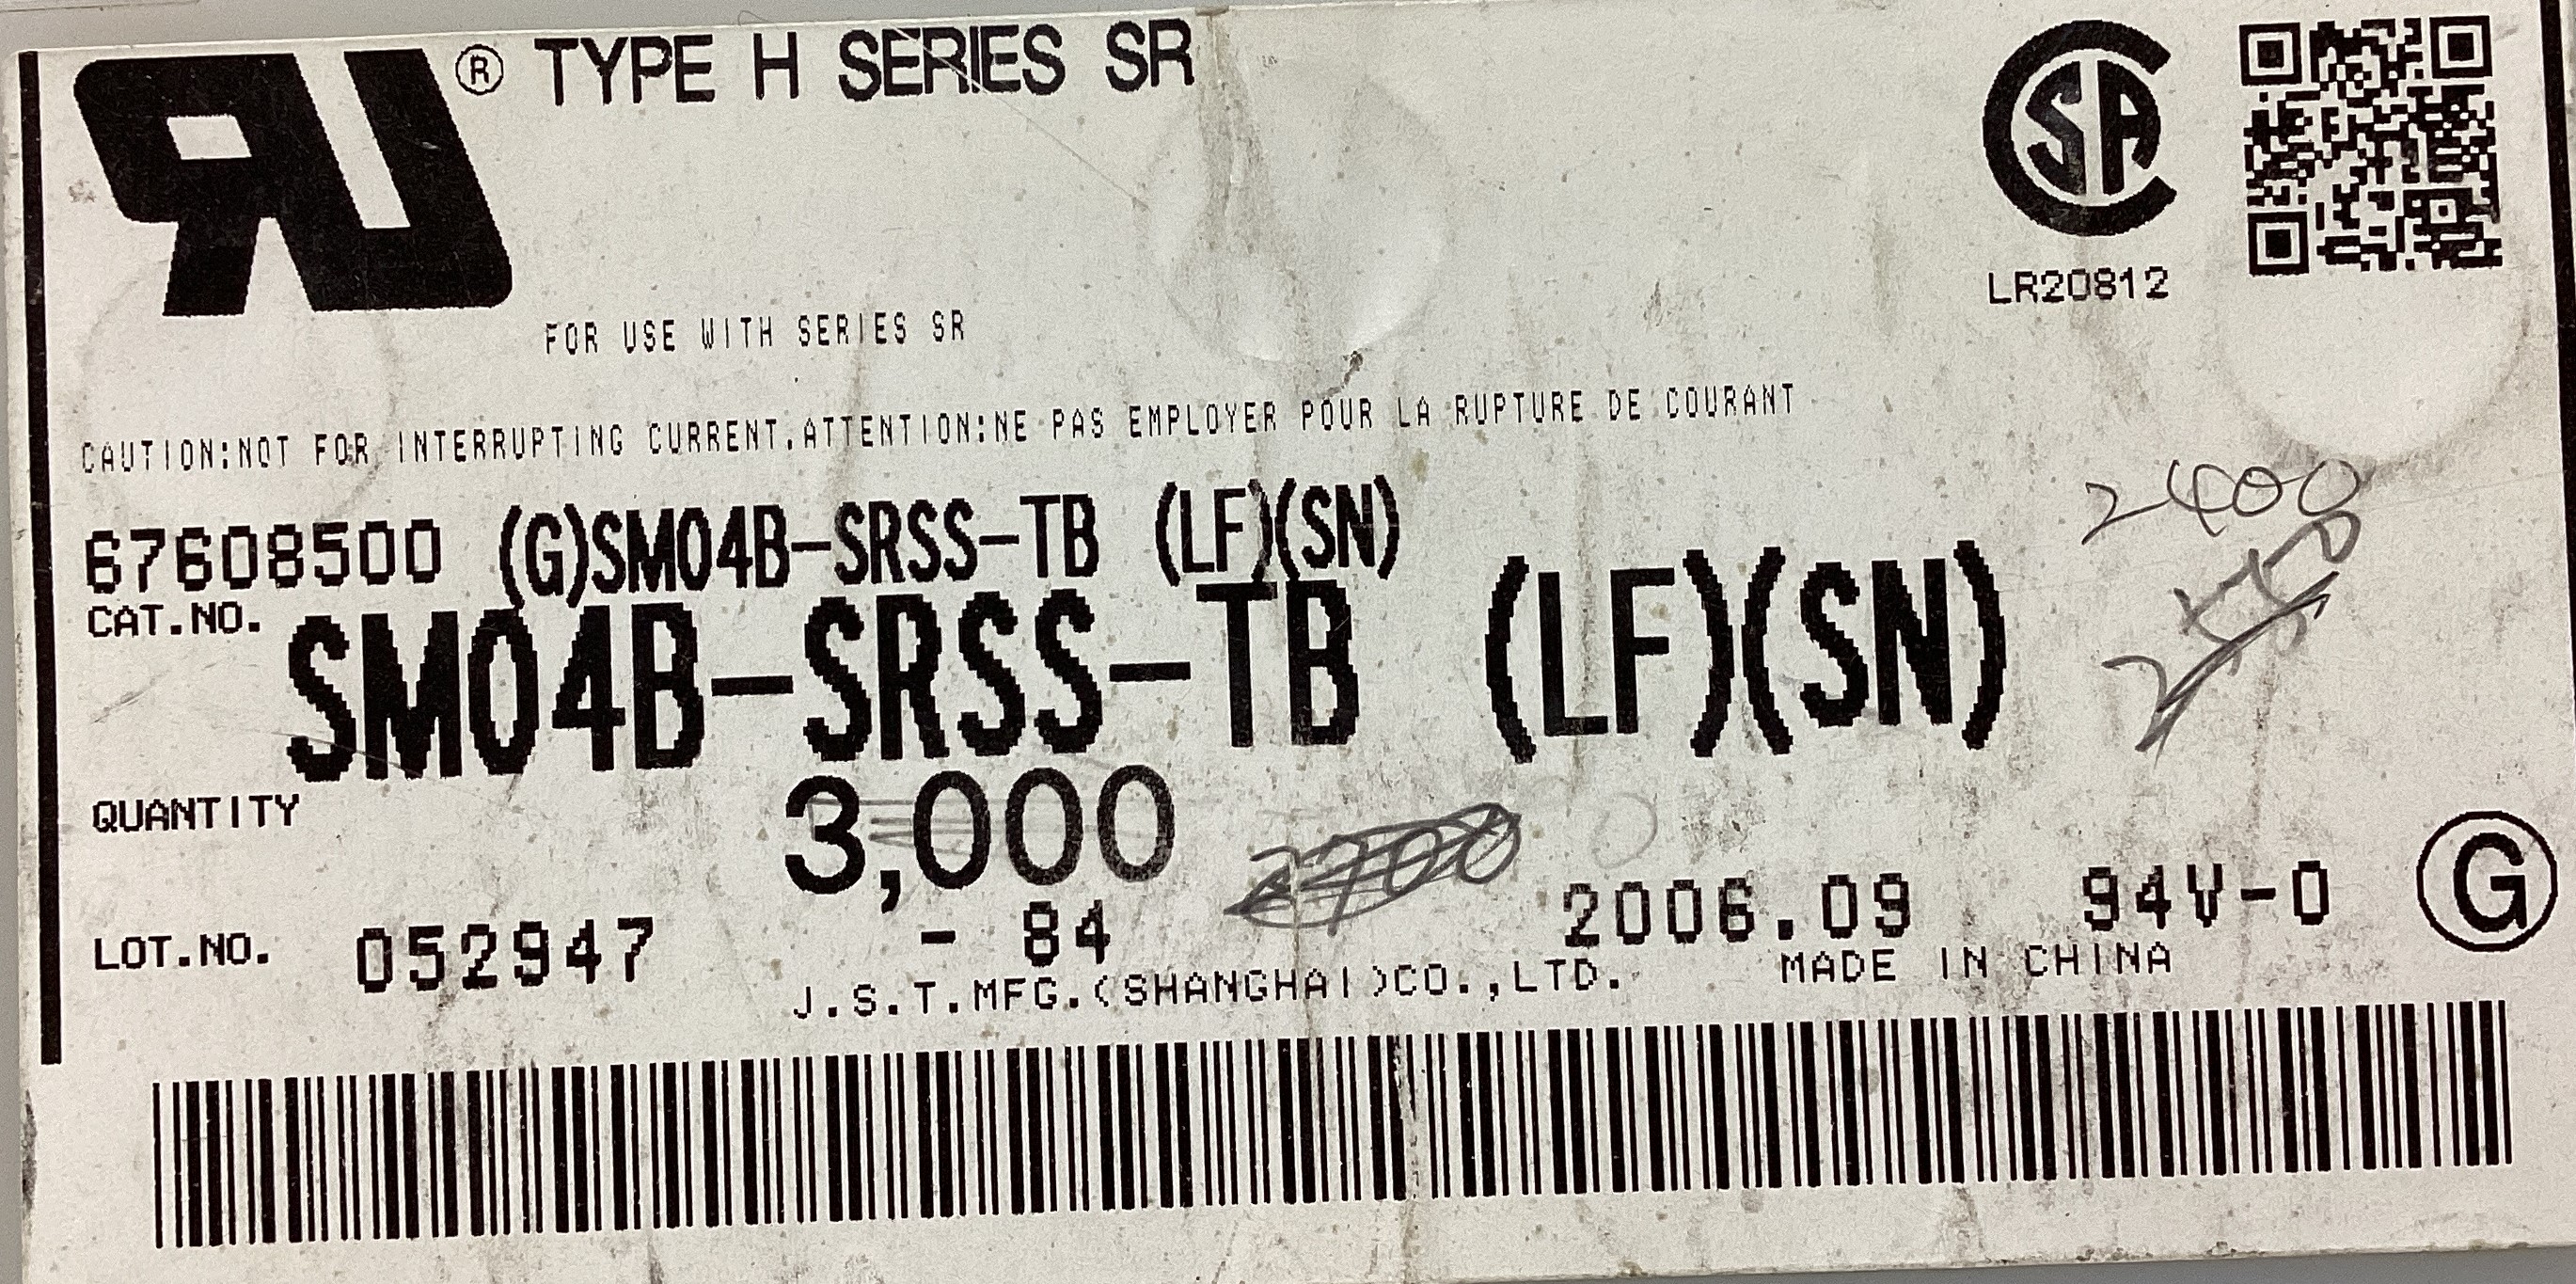 ® TYPE H SERIES SR
LR20812
FOR USE WITH SERIES SR
CAUTION:NOT FOR INTERRUPTING CURRENT.ATTENTION:NE PAS EMPLOYER POUR LA RUPTURE DE COURANT
2400
67608500 (G)SM04B-SRSS-TB (LF)(SN)
CAT.NO.
SM04B-SRSS-TB (LF)(SN)
QUANTITY 3,000 2700
LOT.NO. 052947 - 84 2006.09 94V-0 G
J.S.T.MFG.(SHANGHAI)CO.,LTD. MADE IN CHINA